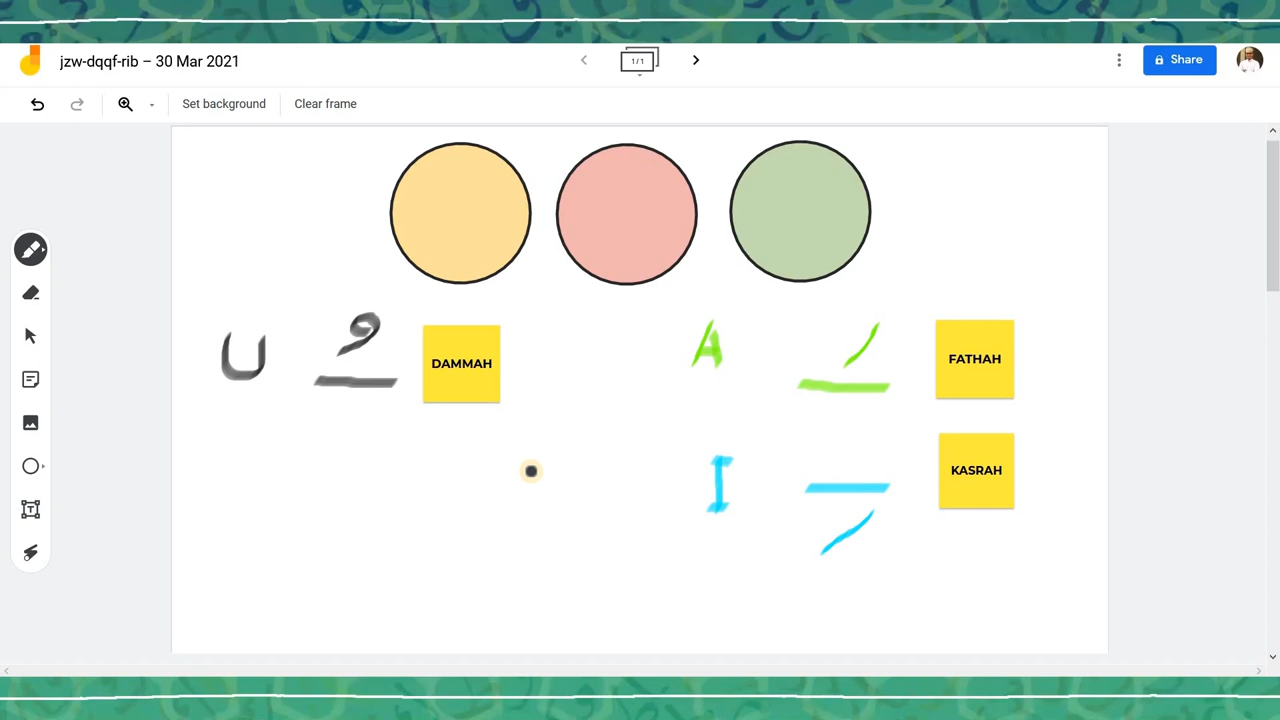 jzw-dqqf-rib – 30 Mar 2021
1/1
Share
Set background
Clear frame
U
DAMMAH
A
FATHAH
I
KASRAH